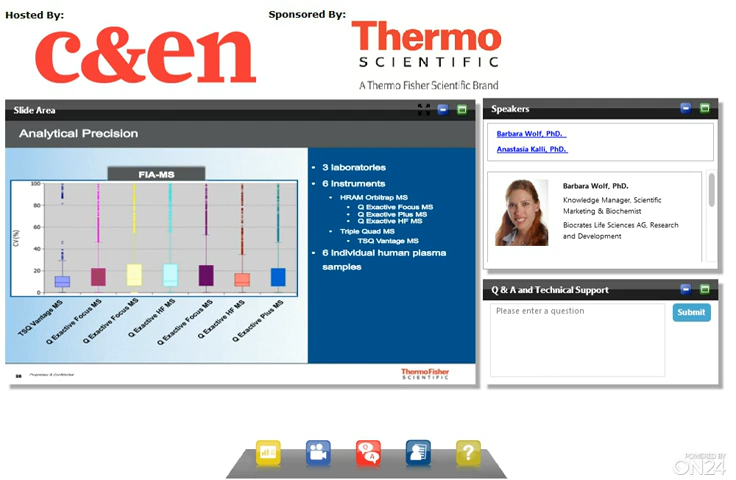 Hosted By:
Sponsored By:
c&en
Thermo
SCIENTIFIC
A Thermo Fisher Scientific Brand
Slide Area
Analytical Precision
FIA-MS
CV (%)
100
80
60
40
20
0
TSQ Vantage MS
Q Exactive Focus MS
Q Exactive Focus MS
Q Exactive HF MS
Q Exactive Focus MS
Q Exactive HF MS
Q Exactive Plus MS
• 3 laboratories
• 6 Instruments
• HRAM Orbitrap MS
• Q Exactive Focus MS
• Q Exactive Plus MS
• Q Exactive HF MS
• Triple Quad MS
• TSQ Vantage MS
• 6 Individual human plasma
samples
Proprietary & Confidential
ThermoFisher
SCIENTIFIC
Speakers
Barbara Wolf, PhD.
Anastasia Kalli, PhD.
Barbara Wolf, PhD.
Knowledge Manager, Scientific
Marketing & Biochemist
Biocrates Life Sciences AG, Research
and Development
Q & A and Technical Support
Please enter a question
Submit
Q
A
?
POWERED BY
ON24